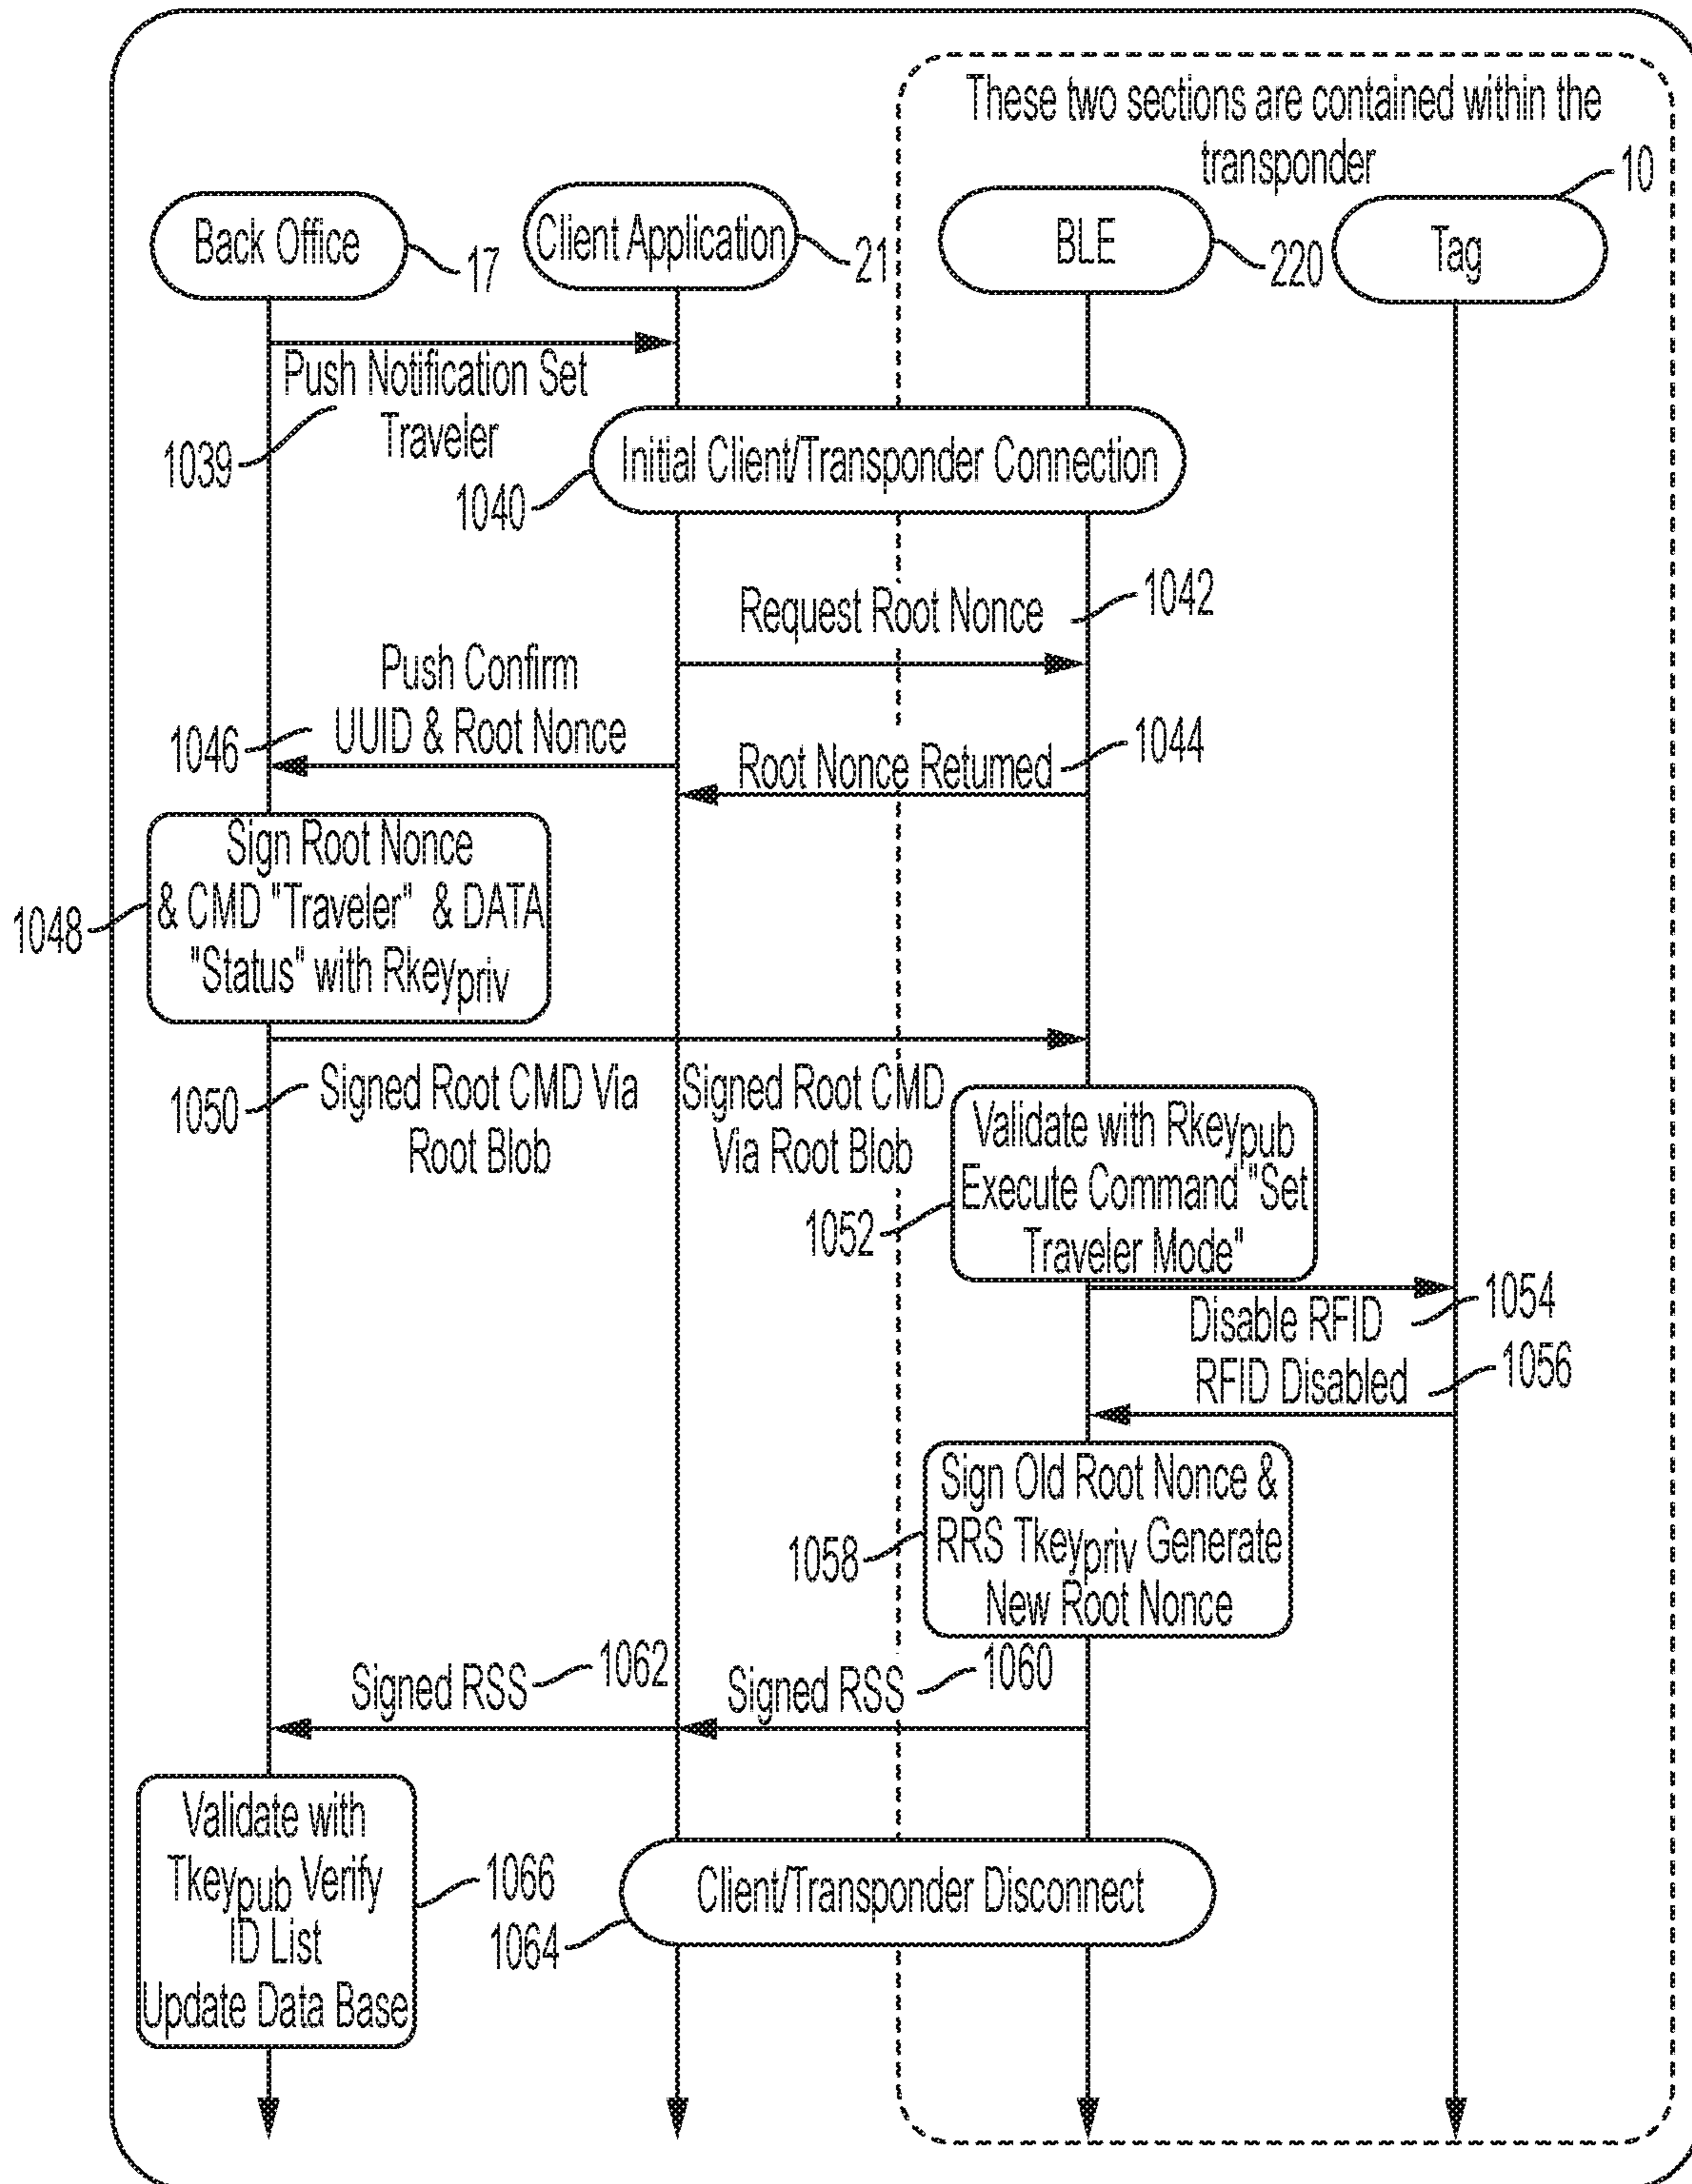 These two sections are contained within the
transponder
10
Back Office
17
Client Application
21
BLE
220
Tag
Push Notification Set
Traveler
1039
Initial Client/Transponder Connection
1040
Request Root Nonce
1042
Push Confirm
UUID & Root Nonce
1046
Root Nonce Returned
1044
Sign Root Nonce
& CMD "Traveler" & DATA
"Status" with Rkeypriv
1048
1050
Signed Root CMD Via
Root Blob
Signed Root CMD
Via Root Blob
Validate with Rkeypub
Execute Command "Set
Traveler Mode"
1052
Disable RFID
1054
RFID Disabled
1056
Sign Old Root Nonce &
RRS Tkeypriv Generate
New Root Nonce
1058
Signed RSS
1062
Signed RSS
1060
Validate with
Tkeypub Verify
ID List
Update Data Base
1066
Client/Transponder Disconnect
1064